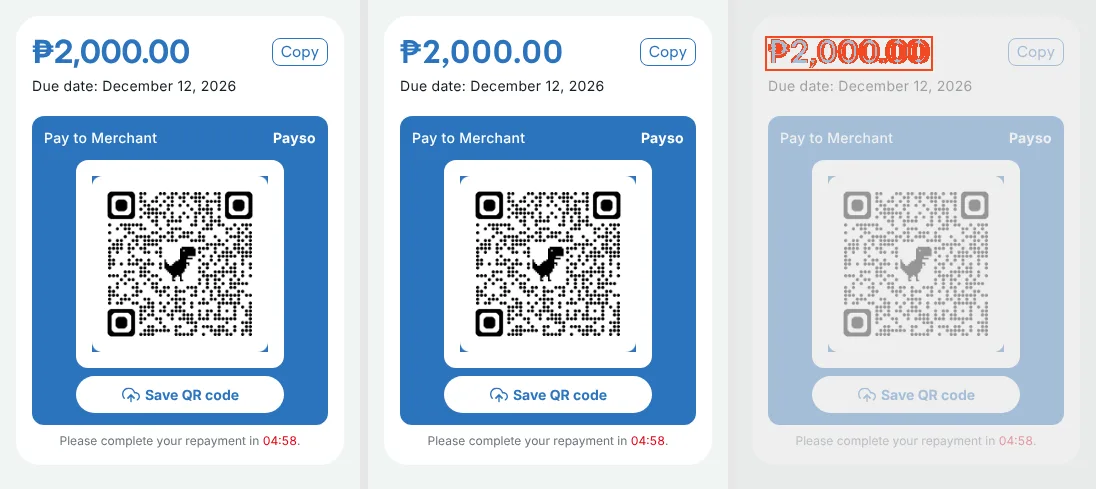 ₱2,000.00
Copy
Due date: December 12, 2026
Pay to Merchant
Payso
Save QR code
Please complete your repayment in 04:58.
₱2,000.00
Copy
Due date: December 12, 2026
Pay to Merchant
Payso
Save QR code
Please complete your repayment in 04:58.
₱2,000.00
Copy
Due date: December 12, 2026
Pay to Merchant
Payso
Save QR code
Please complete your repayment in 04:58.